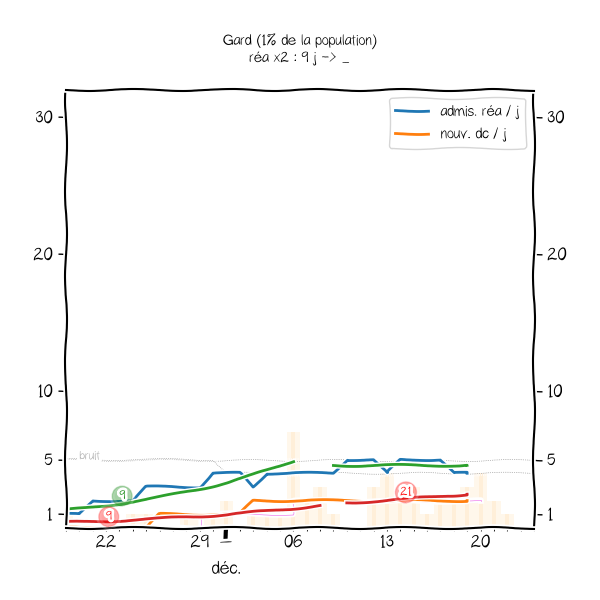 Gard (1% de la population)
réa x2 : 9 j -> _
admis. réa / j
nouv. dc / j
30 30
20 20
10 10
5 5
1 1
bruit
9
9
21
22 29 06 13 20
déc.